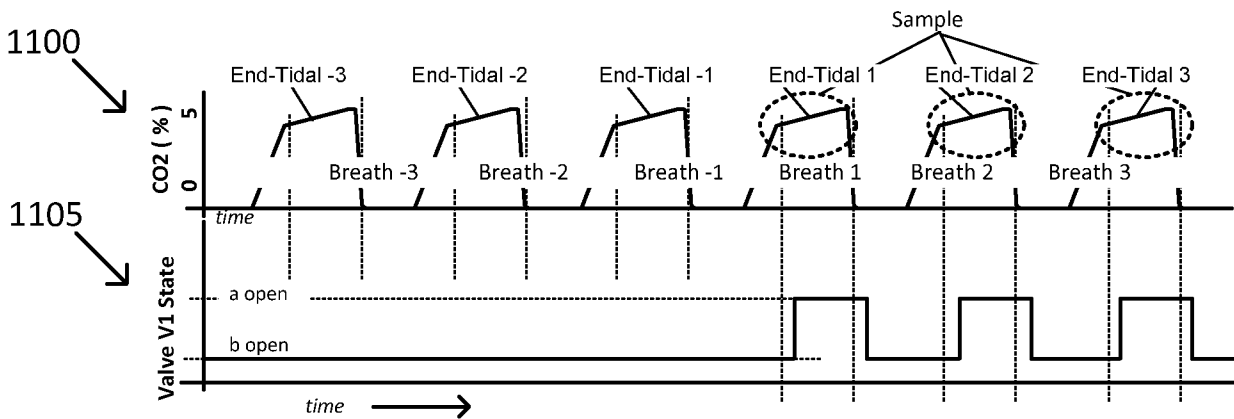 Sample
1100
End-Tidal -3 End-Tidal -2 End-Tidal -1 End-Tidal 1 End-Tidal 2 End-Tidal 3
CO2 ( % )
5
0
Breath -3 Breath -2 Breath -1 Breath 1 Breath 2 Breath 3
1105
time
Valve V1 State
a open
b open
time